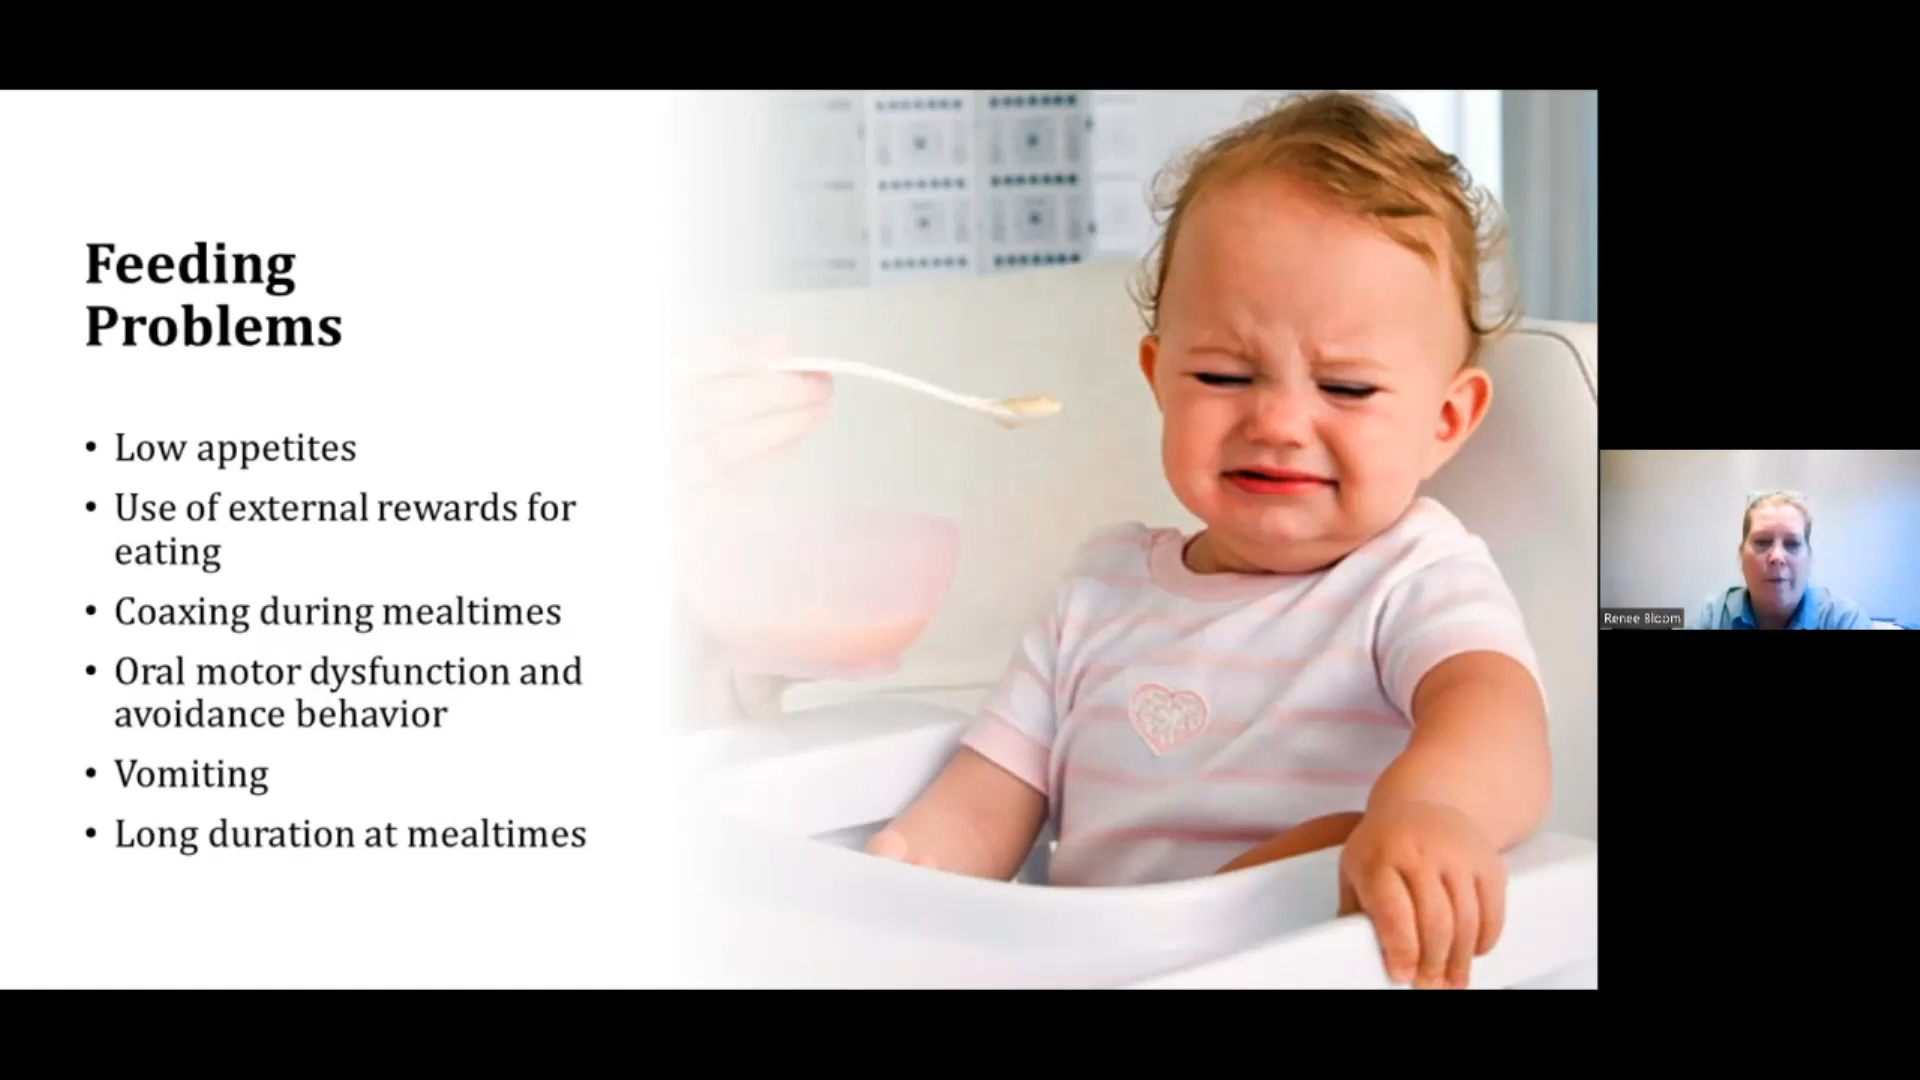 Feeding
Problems
• Low appetites
• Use of external rewards for
eating
• Coaxing during mealtimes
• Oral motor dysfunction and
avoidance behavior
• Vomiting
• Long duration at mealtimes
Renee Bloom